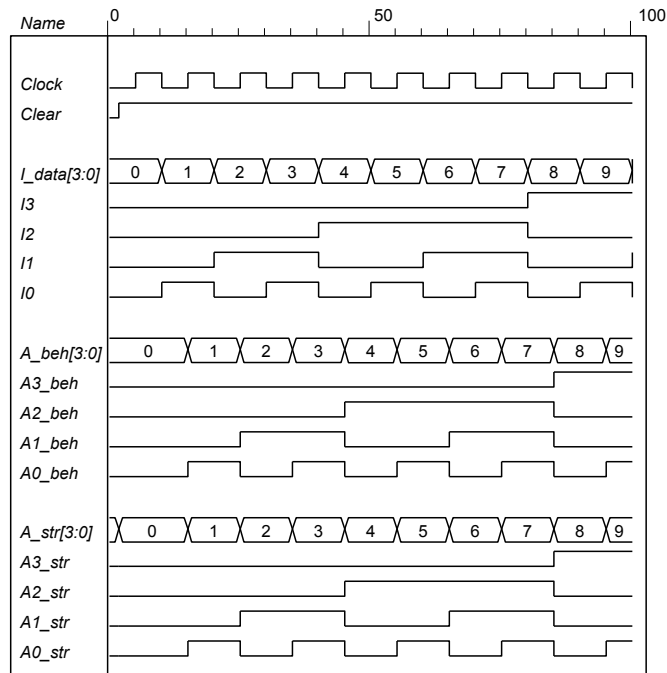 Name 0 50 100
Clock
Clear
I_data[3:0] 0 1 2 3 4 5 6 7 8 9
I3
I2
I1
I0
A_beh[3:0] 0 1 2 3 4 5 6 7 8 9
A3_beh
A2_beh
A1_beh
A0_beh
A_str[3:0] 0 1 2 3 4 5 6 7 8 9
A3_str
A2_str
A1_str
A0_str